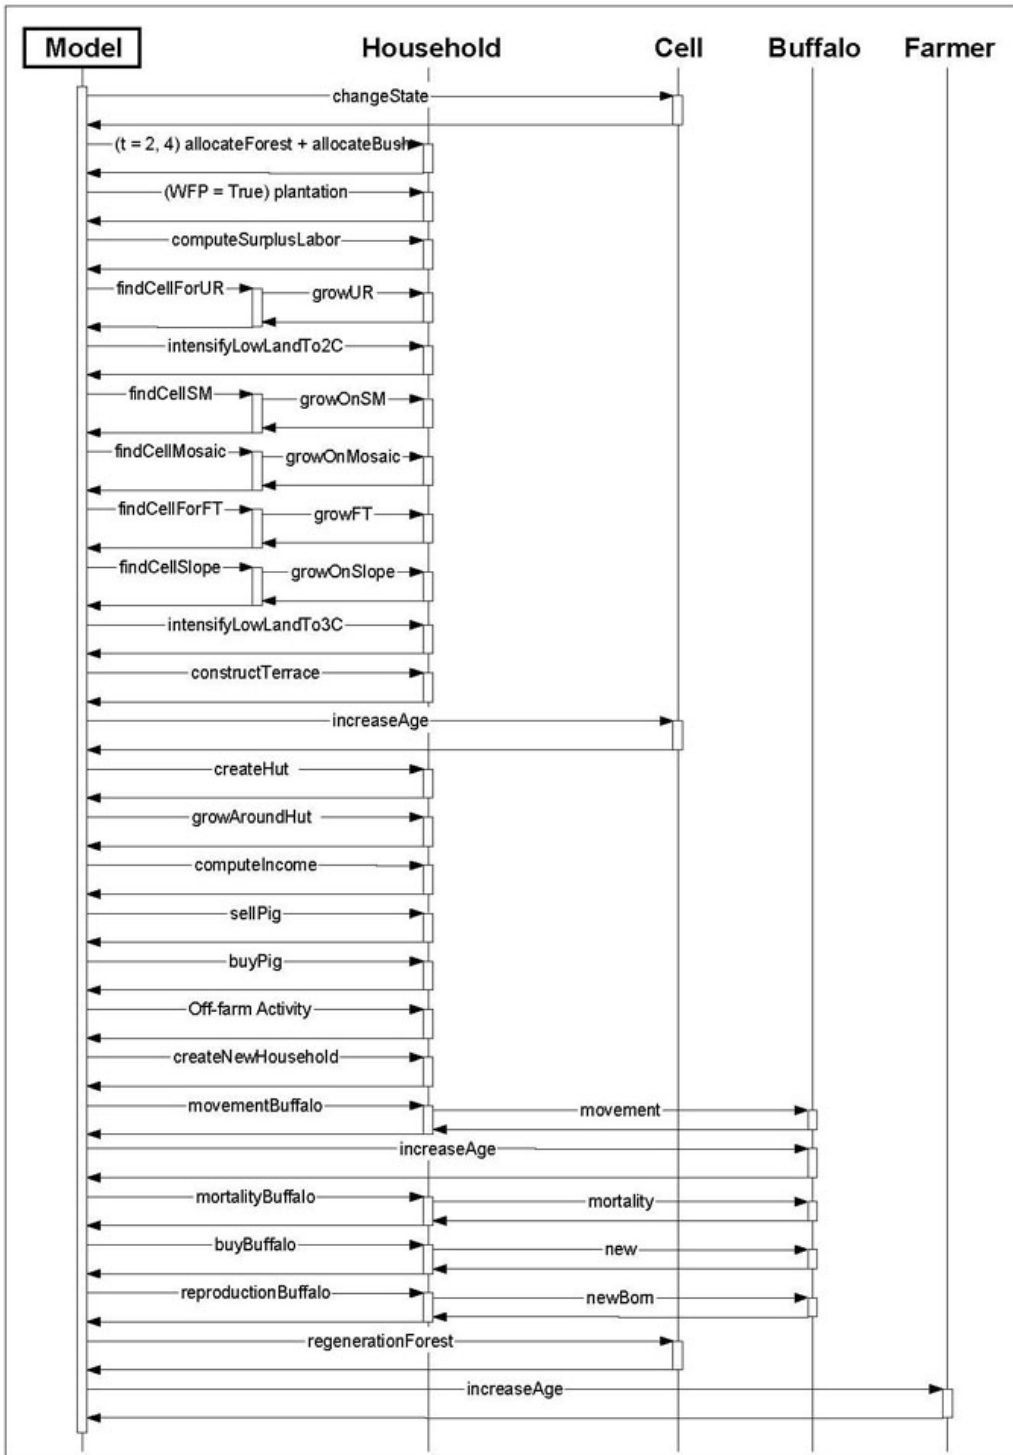 Model Household Cell Buffalo Farmer
changeState
(t = 2, 4) allocateForest + allocateBush
(WFP = True) plantation
computeSurplusLabor
findCellForUR growUR
intensifyLowLandTo2C
findCellSM growOnSM
findCellMosaic growOnMosaic
findCellForFT growFT
findCellSlope growOnSlope
intensifyLowLandTo3C
constructTerrace
increaseAge
createHut
growAroundHut
computeIncome
sellPig
buyPig
Off-farm Activity
createNewHousehold
movementBuffalo movement
increaseAge
mortalityBuffalo mortality
buyBuffalo new
reproductionBuffalo newBorn
regenerationForest
increaseAge